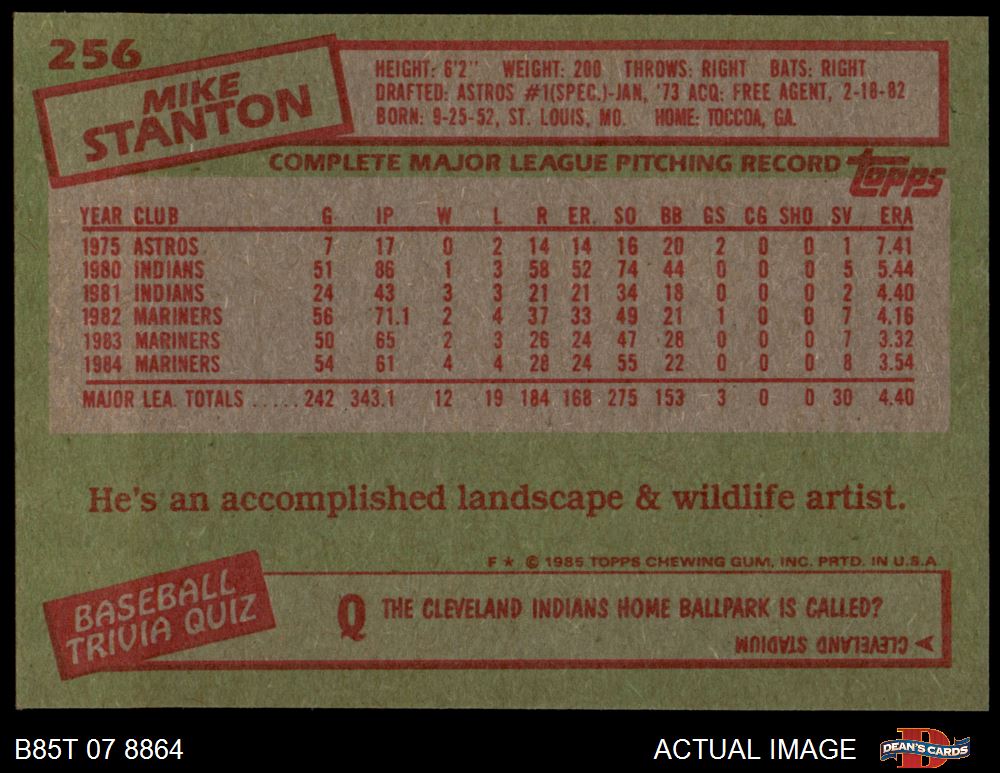 256
MIKE
STANTON
HEIGHT: 6'2" WEIGHT: 200 THROWS: RIGHT BATS: RIGHT
DRAFTED: ASTROS #1(SPEC.)-JAN, '73 ACQ: FREE AGENT, 2-18-82
BORN: 9-25-52, ST. LOUIS, MO. HOME: TOCCOA, GA.
COMPLETE MAJOR LEAGUE PITCHING RECORD topps
YEAR CLUB G IP W L R ER. SO BB GS CG SHO SV ERA
1975 ASTROS 7 17 0 2 14 14 16 20 2 0 0 1 7.41
1980 INDIANS 51 86 1 3 58 52 74 44 0 0 0 5 5.44
1981 INDIANS 24 43 3 3 21 21 34 18 0 0 0 2 4.40
1982 MARINERS 56 71.1 2 4 37 33 49 21 1 0 0 7 4.16
1983 MARINERS 50 65 2 3 26 24 47 28 0 0 0 7 3.32
1984 MARINERS 54 61 4 4 28 24 55 22 0 0 0 8 3.54
MAJOR LEA. TOTALS ..... 242 343.1 12 19 184 168 275 153 3 0 0 30 4.40
He's an accomplished landscape & wildlife artist.
F * © 1985 TOPPS CHEWING GUM, INC. PRTD. IN U.S.A.
BASEBALL
TRIVIA QUIZ
Q THE CLEVELAND INDIANS HOME BALLPARK IS CALLED?
CLEVELAND STADIUM
B85T 07 8864 ACTUAL IMAGE D DEAN'S CARDS